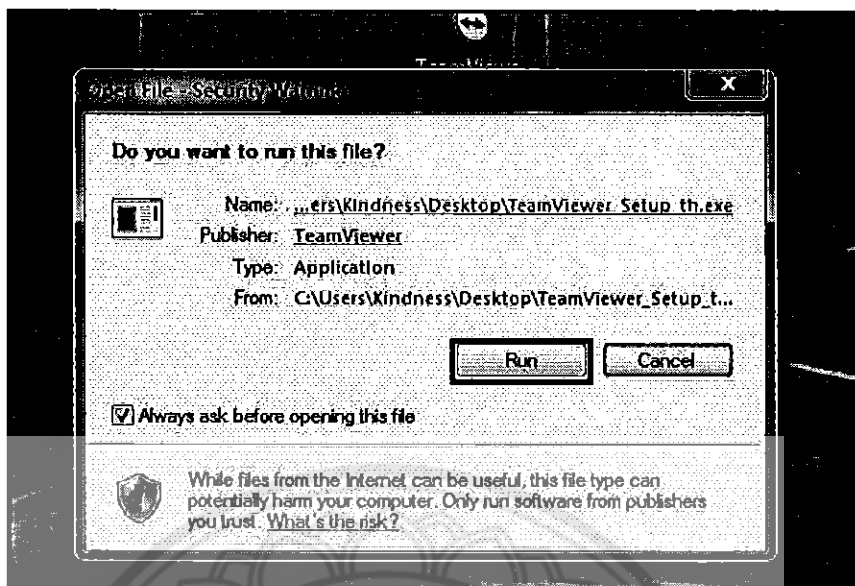 TeamViewer
Open File - Security Warning
X
Do you want to run this file?
Name: ...ers\Kindness\Desktop\TeamViewer_Setup_th.exe
Publisher: TeamViewer
Type: Application
From: C:\Users\Kindness\Desktop\TeamViewer_Setup_t...
Run Cancel
Always ask before opening this file
While files from the Internet can be useful, this file type can
potentially harm your computer. Only run software from publishers
you trust. What's the risk?